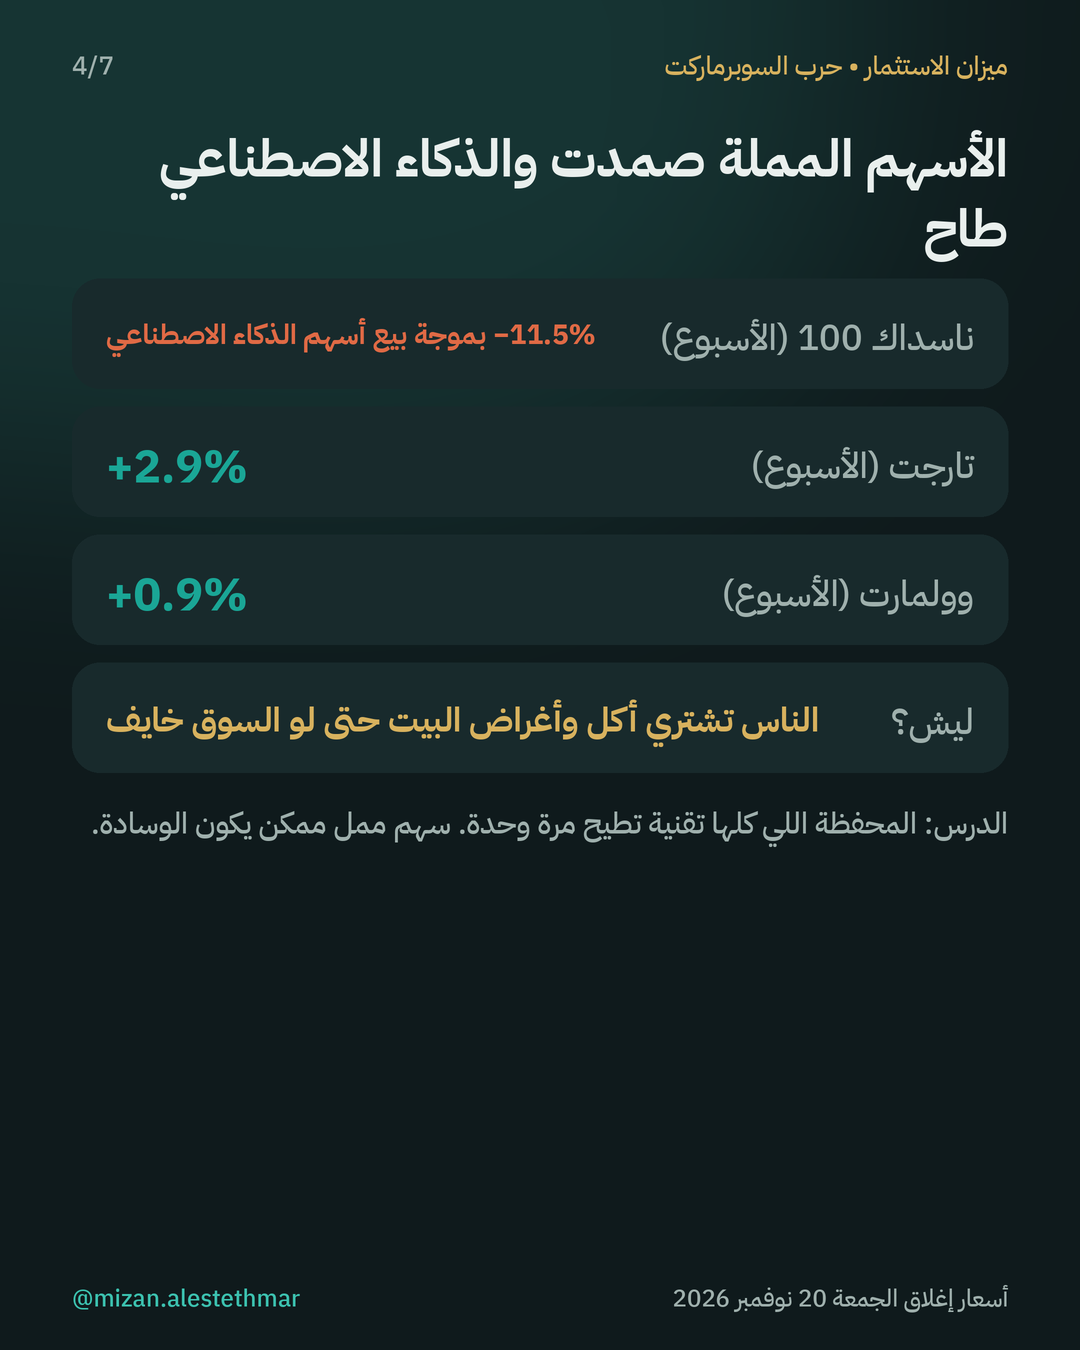 ميزان الاستثمار • حرب السوبرماركت
4/7
الأسهم المملة صمدت والذكاء الاصطناعي
طاح
ناسداك 100 (الأسبوع)
−11.5% بموجة بيع أسهم الذكاء الاصطناعي
تارجت (الأسبوع)
+2.9%
وولمارت (الأسبوع)
+0.9%
ليش؟
الناس تشتري أكل وأغراض البيت حتى لو السوق خايف
الدرس: المحفظة اللي كلها تقنية تطيح مرة وحدة. سهم ممل ممكن يكون الوسادة.
أسعار إغلاق الجمعة 20 نوفمبر 2026
@mizan.alestethmar